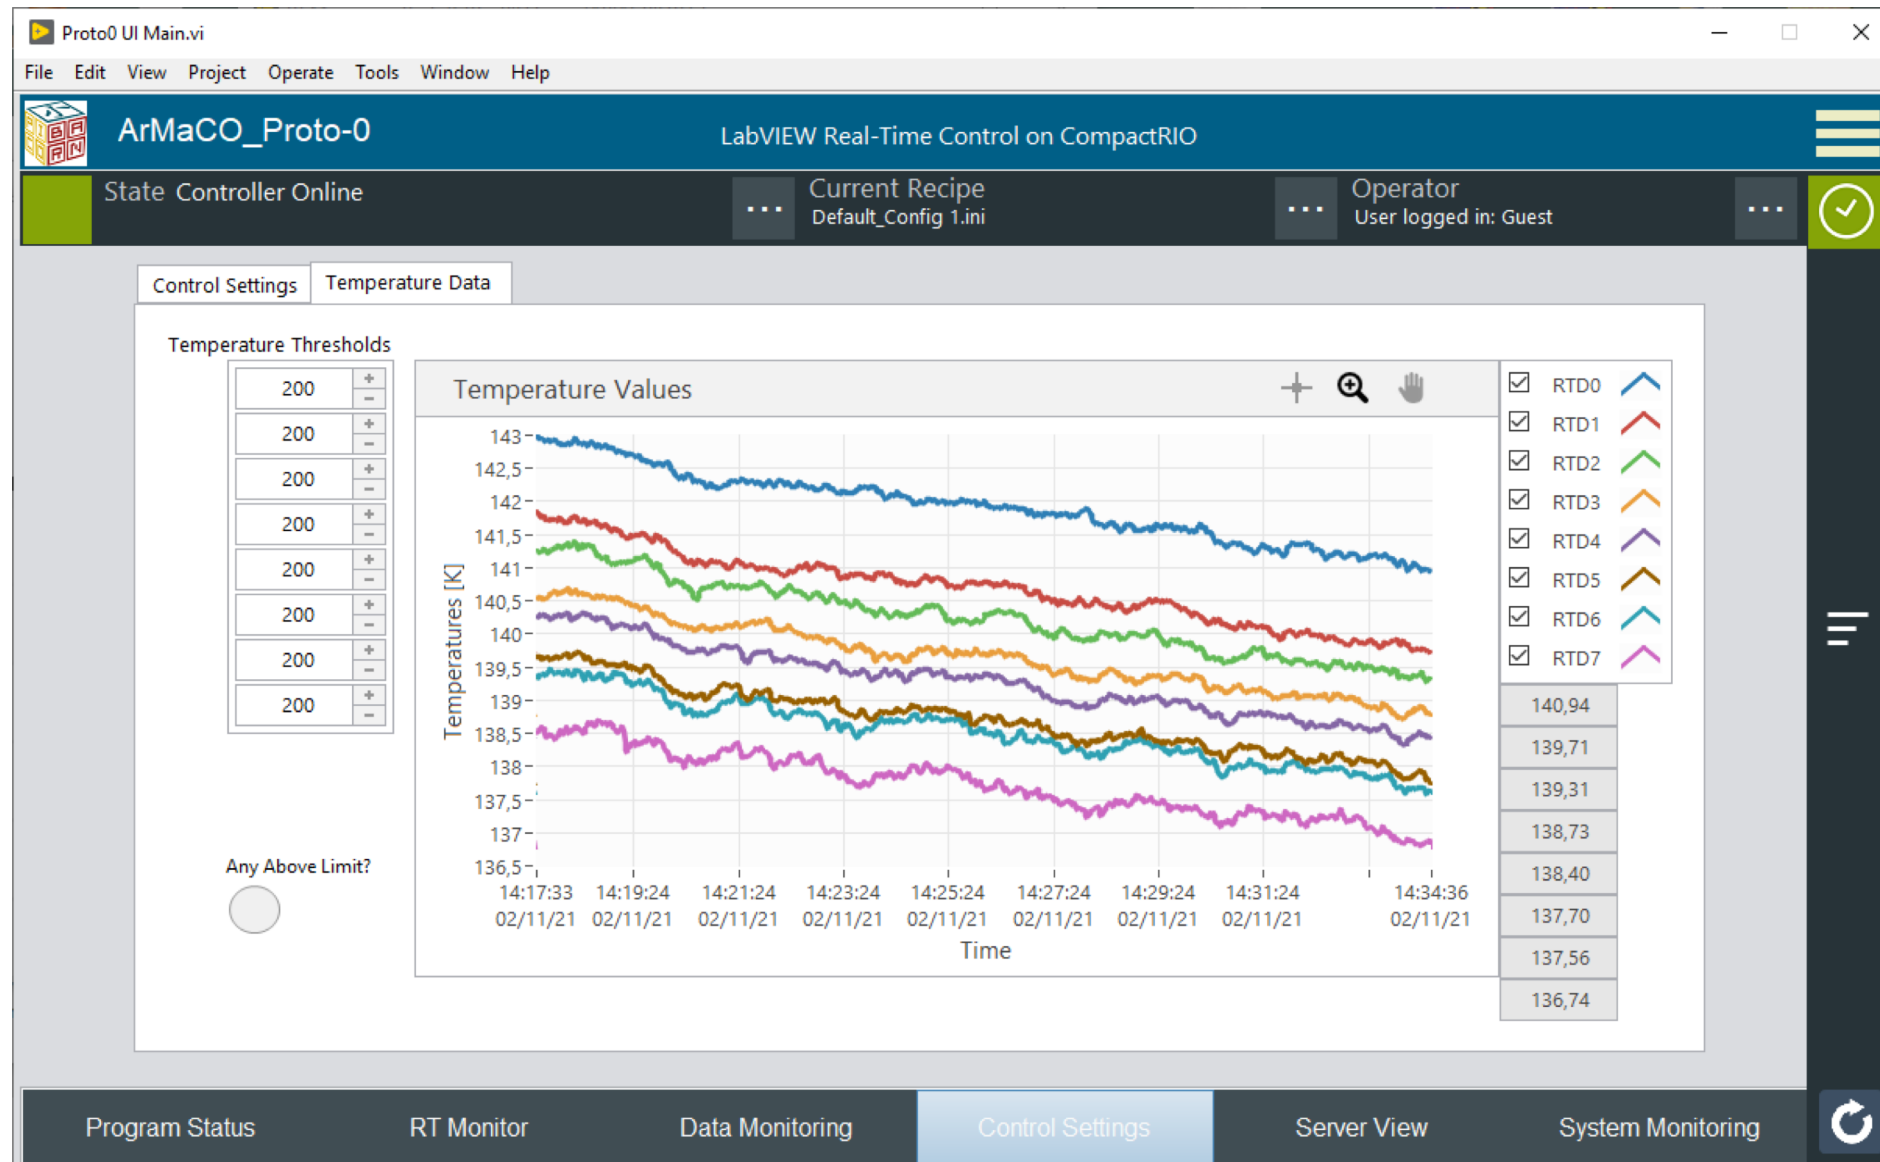 Proto0 UI Main.vi
File Edit View Project Operate Tools Window Help
ArMaCO_Proto-0
LabVIEW Real-Time Control on CompactRIO
State Controller Online
... Current Recipe
Default_Config 1.ini
... Operator
User logged in: Guest
...
Control Settings Temperature Data
Temperature Thresholds
200
200
200
200
200
200
200
200
Any Above Limit?
Temperature Values
143
142,5
142
141,5
141
140,5
140
139,5
139
138,5
138
137,5
137
136,5
Temperatures [K]
14:17:33 14:19:24 14:21:24 14:23:24 14:25:24 14:27:24 14:29:24 14:31:24 14:34:36
02/11/21 02/11/21 02/11/21 02/11/21 02/11/21 02/11/21 02/11/21 02/11/21 02/11/21
Time
RTD0
RTD1
RTD2
RTD3
RTD4
RTD5
RTD6
RTD7
140,94
139,71
139,31
138,73
138,40
137,70
137,56
136,74
Program Status RT Monitor Data Monitoring Control Settings Server View System Monitoring